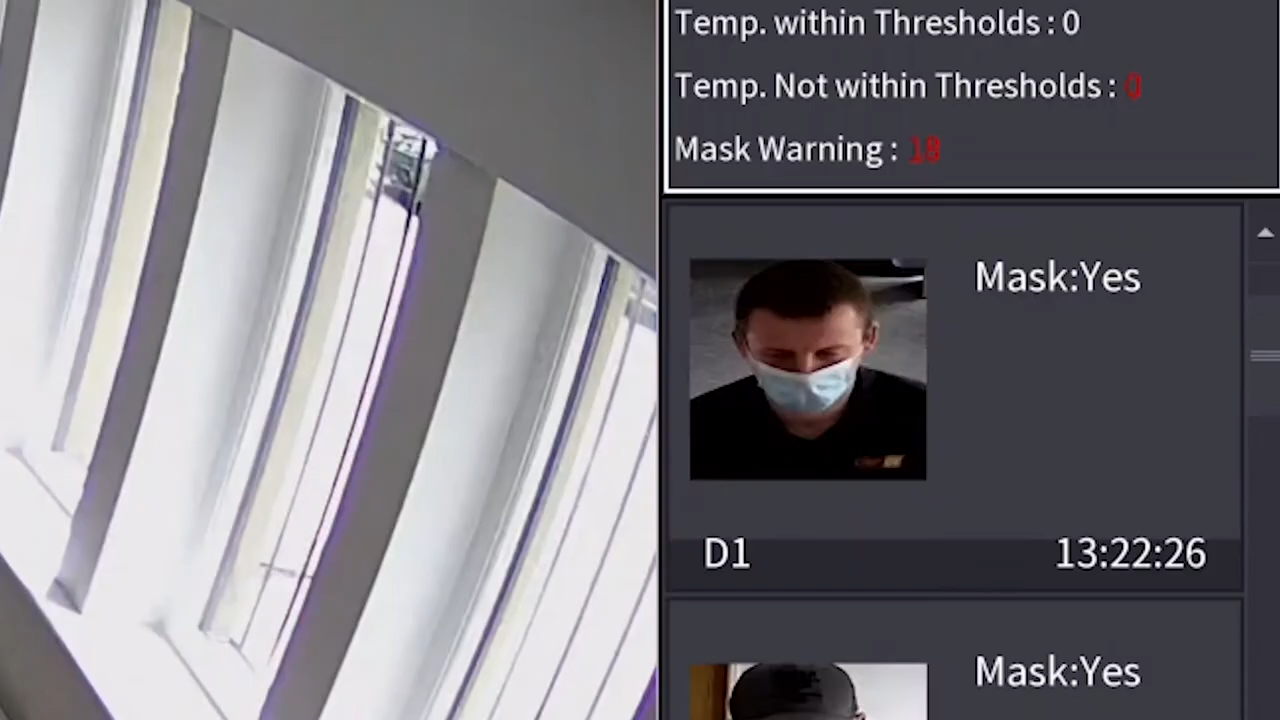 Temp. within Thresholds : 0
Temp. Not within Thresholds : 0
Mask Warning : 18
Mask:Yes
D1
13:22:26
Mask:Yes